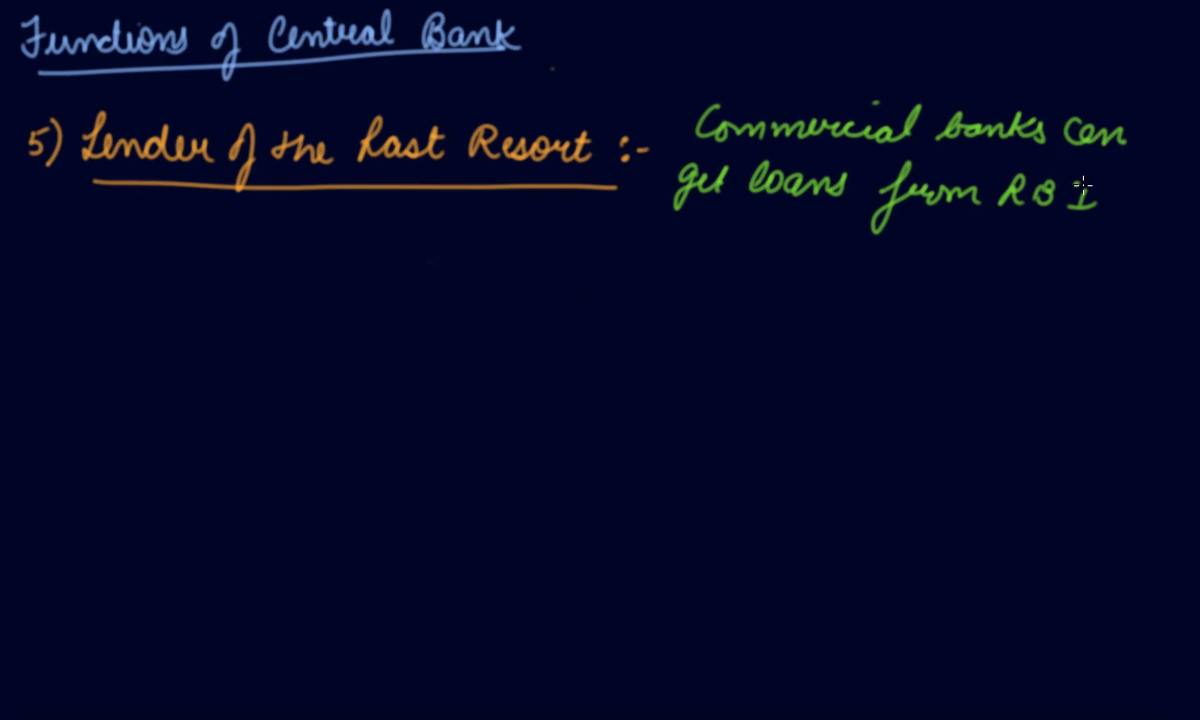 Functions of Central Bank
5) Lender of the Last Resort :- Commercial banks can
get loans from RBI